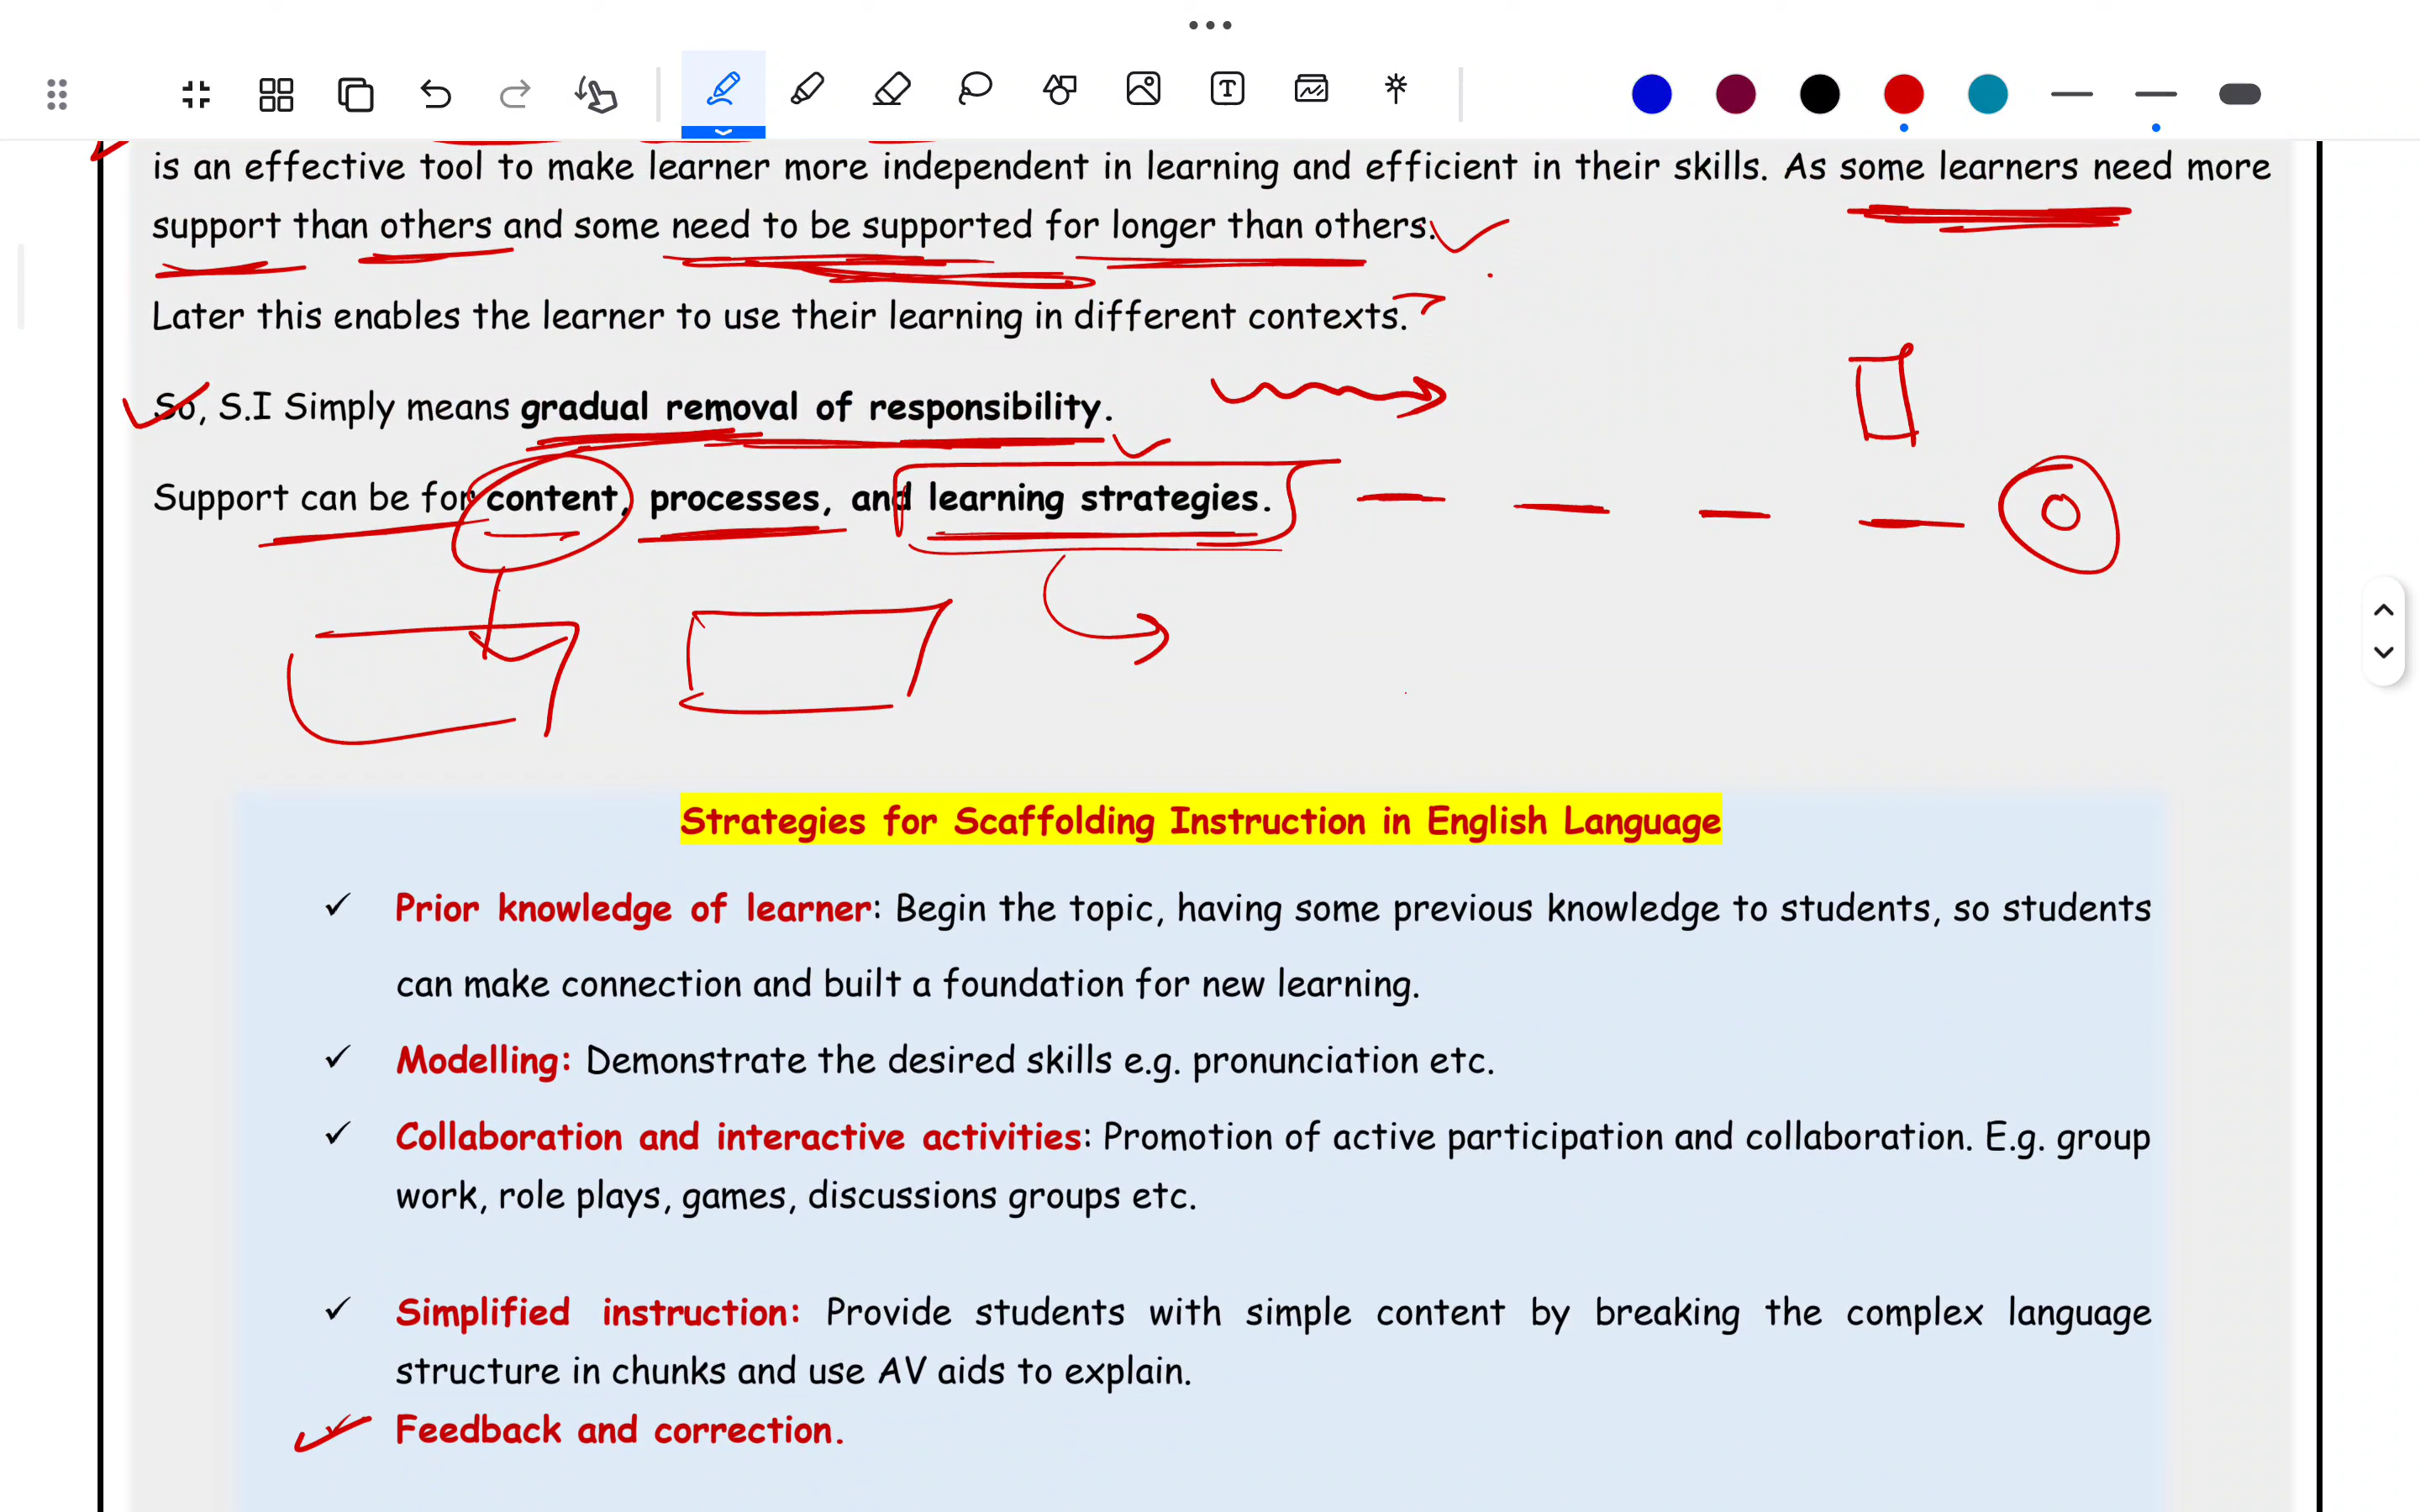 is an effective tool to make learner more independent in learning and efficient in their skills. As some learners need more
support than others and some need to be supported for longer than others.
Later this enables the learner to use their learning in different contexts.
So, S.I Simply means gradual removal of responsibility.
Support can be for content, processes, and learning strategies.
Strategies for Scaffolding Instruction in English Language
✓ Prior knowledge of learner: Begin the topic, having some previous knowledge to students, so students
can make connection and built a foundation for new learning.
✓ Modelling: Demonstrate the desired skills e.g. pronunciation etc.
✓ Collaboration and interactive activities: Promotion of active participation and collaboration. E.g. group
work, role plays, games, discussions groups etc.
✓ Simplified instruction: Provide students with simple content by breaking the complex language
structure in chunks and use AV aids to explain.
✓ Feedback and correction.